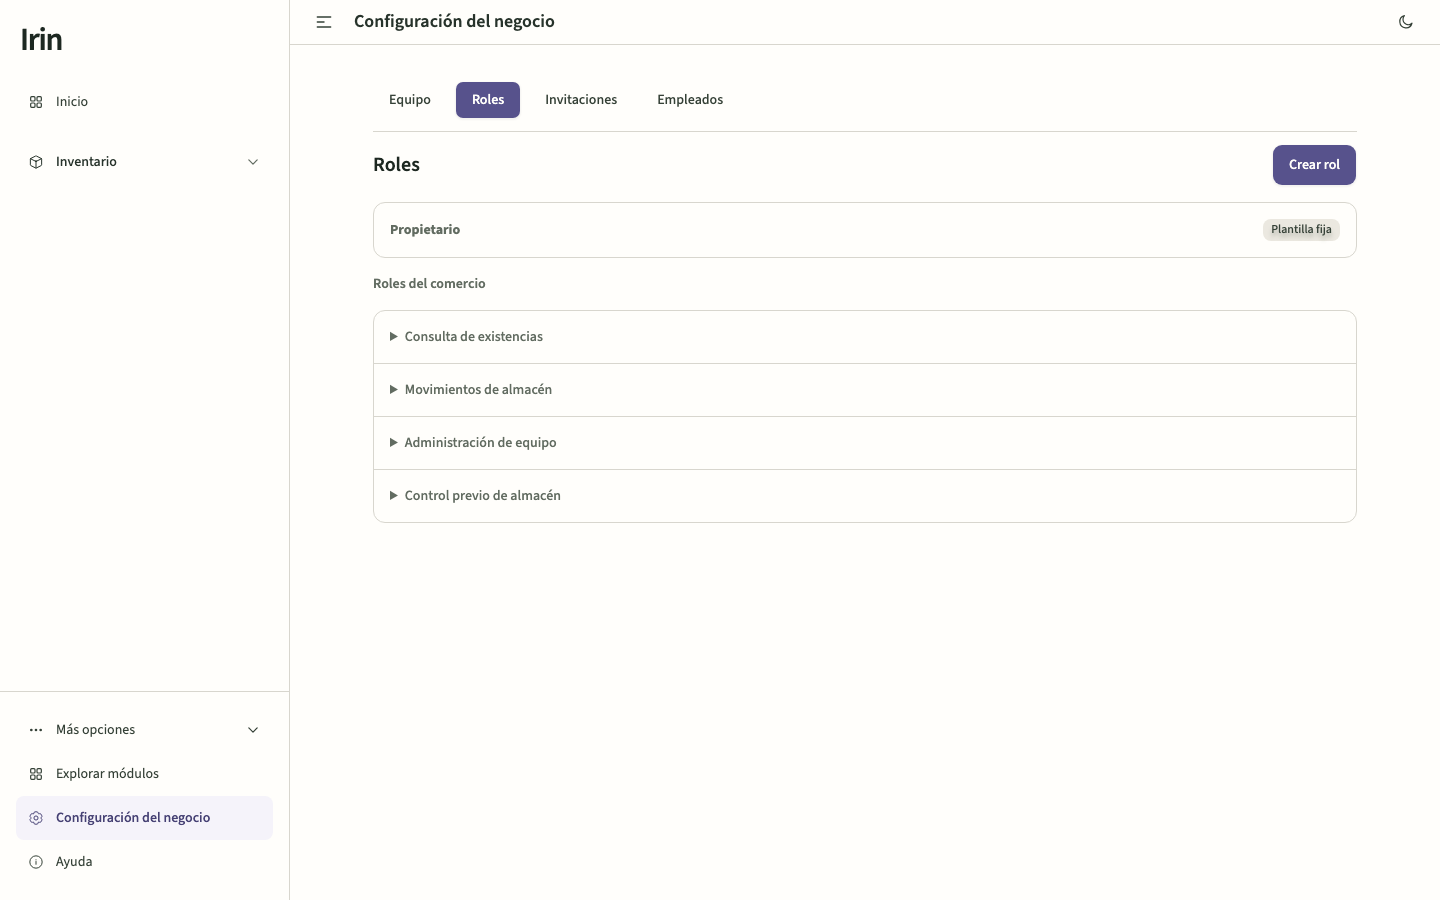 Irin
Inicio
Inventario
Más opciones
Explorar módulos
Configuración del negocio
Ayuda
Configuración del negocio
Equipo
Roles
Invitaciones
Empleados
Roles
Crear rol
Propietario
Plantilla fija
Roles del comercio
Consulta de existencias
Movimientos de almacén
Administración de equipo
Control previo de almacén